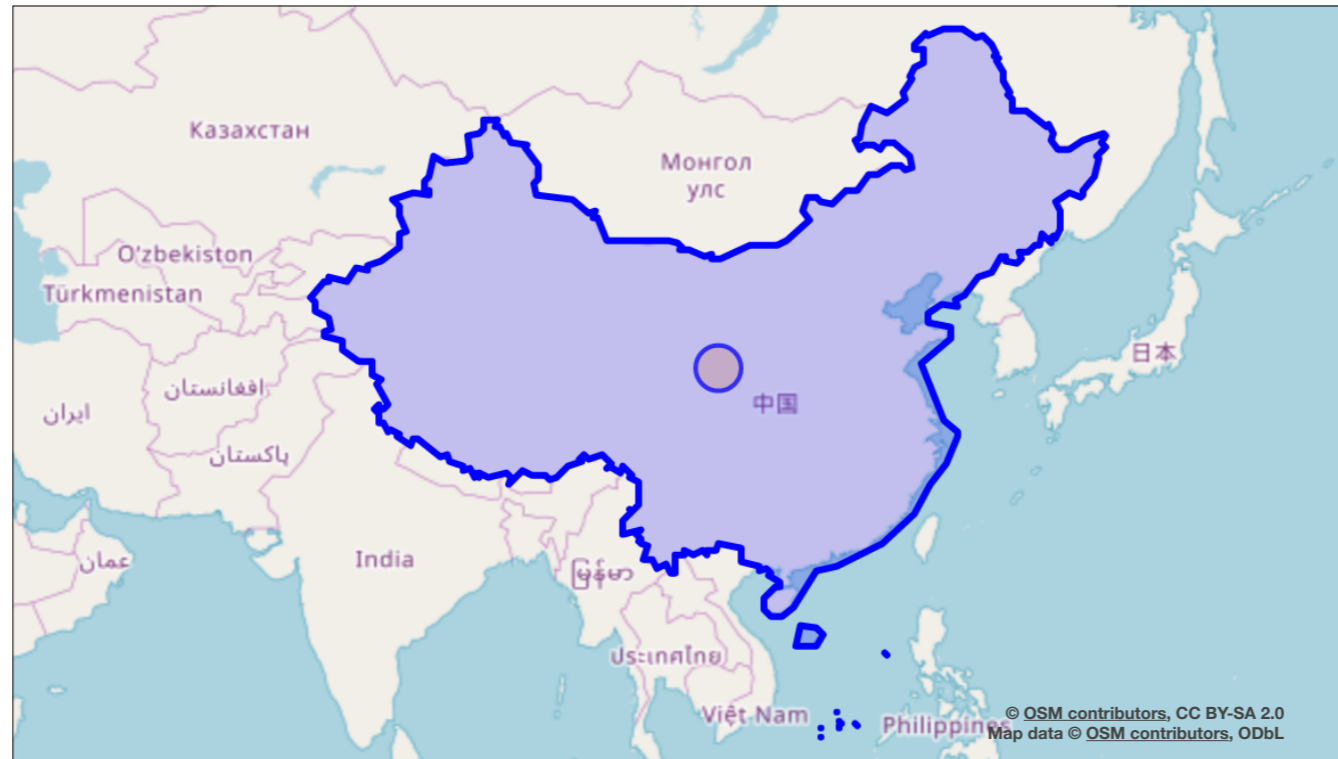 Казахстан
Монгол
улс
O'zbekiston
Türkmenistan
日本
افغانستان
ایران
中国
پاکستان
India
عمان
မြန်မာ
ประเทศไทย
Việt Nam
Philippines
© OSM contributors, CC BY-SA 2.0
Map data © OSM contributors, ODbL